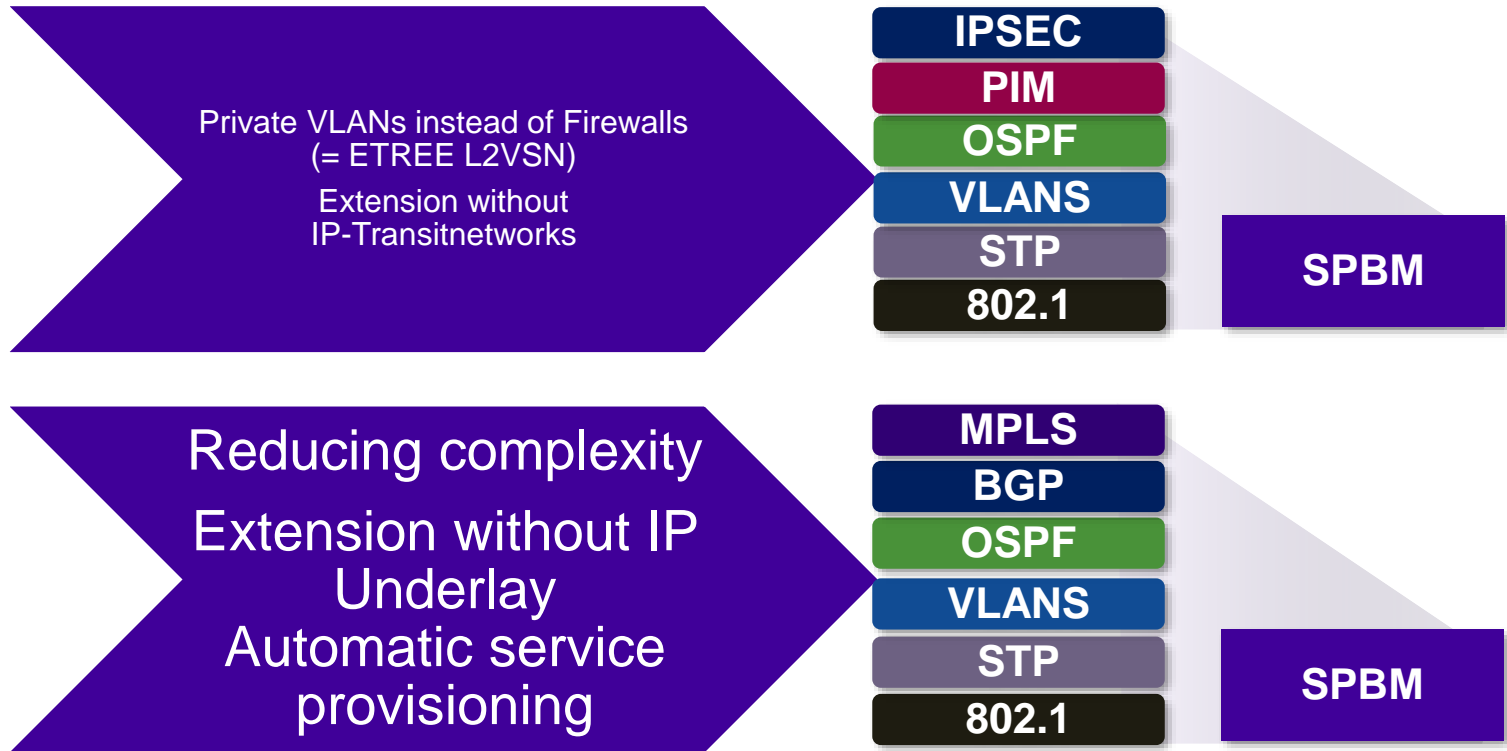 Private VLANs instead of Firewalls
(= ETREE L2VSN)
Extension without
IP-Transitnetworks
IPSEC
PIM
OSPF
VLANS
STP
802.1
SPBM
Reducing complexity
Extension without IP
Underlay
Automatic service
provisioning
MPLS
BGP
OSPF
VLANS
STP
802.1
SPBM